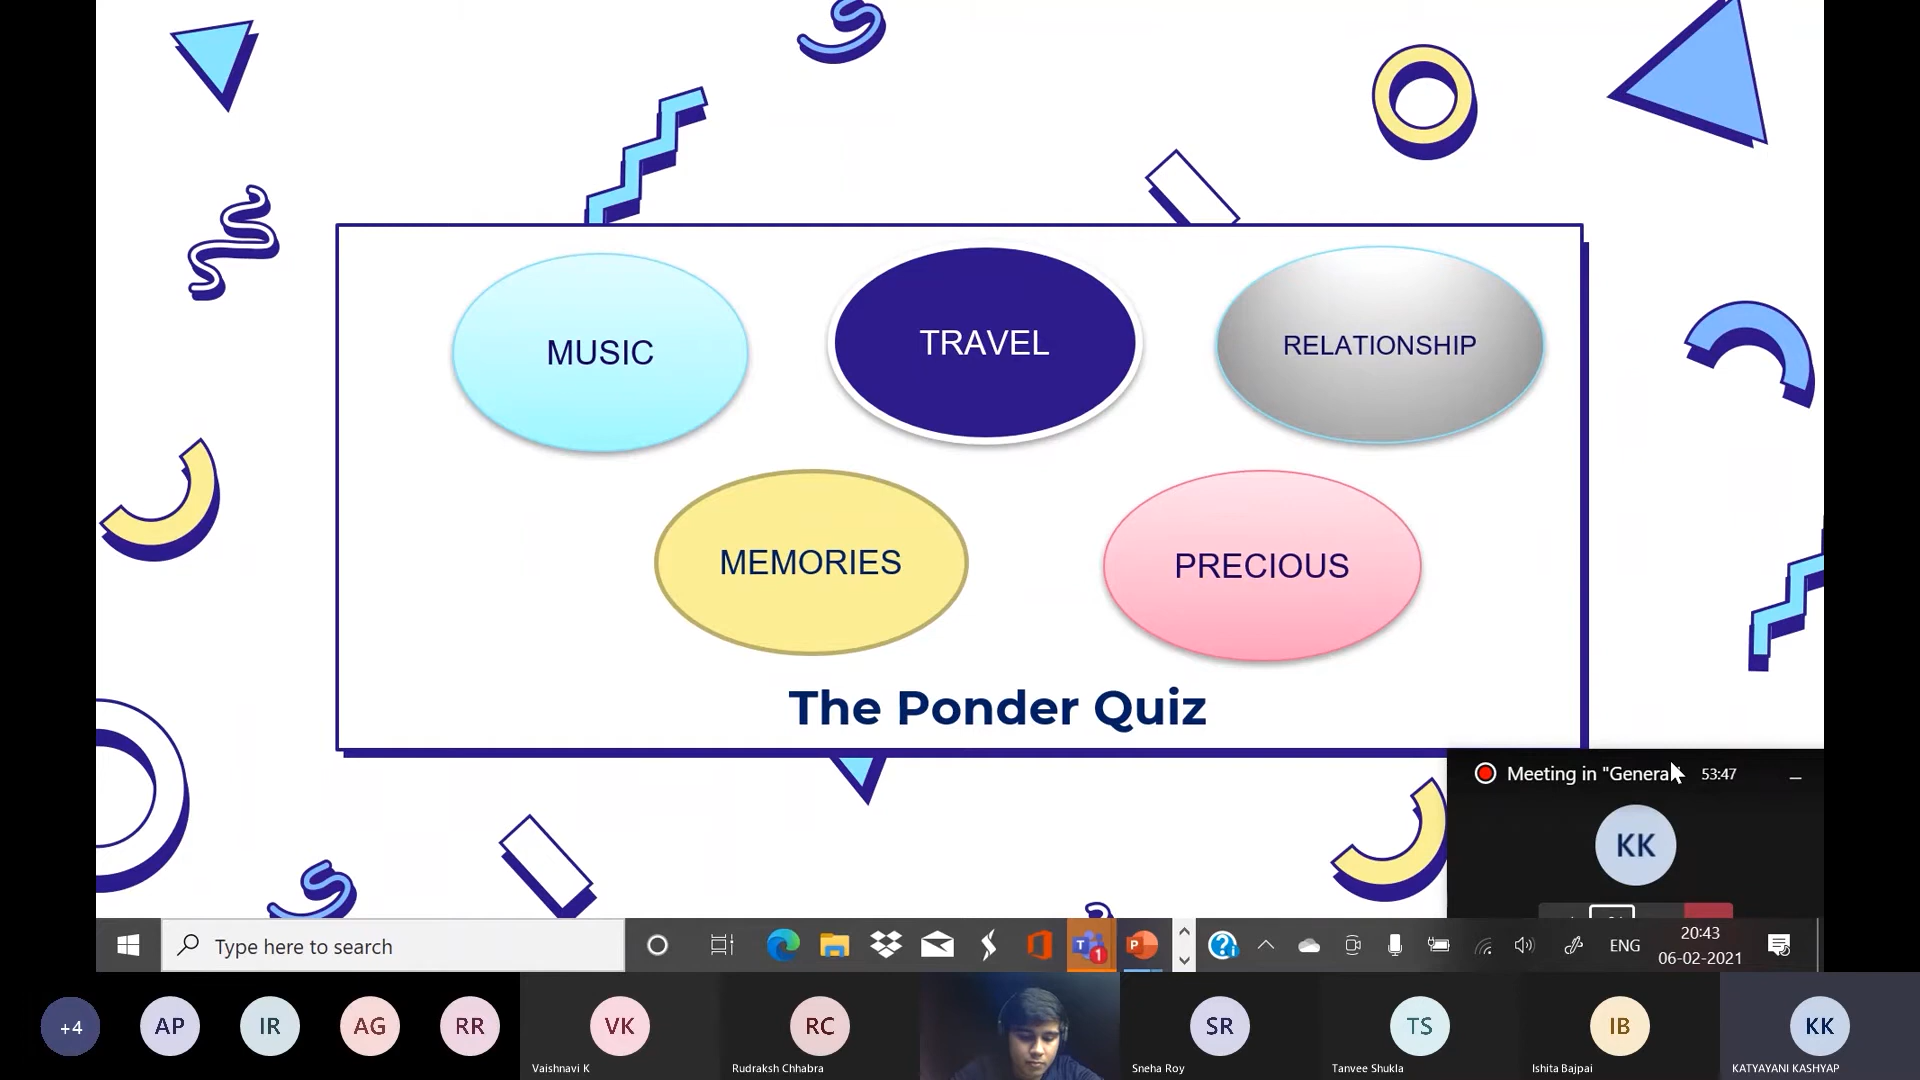 MUSIC
TRAVEL
RELATIONSHIP
MEMORIES
PRECIOUS
The Ponder Quiz
Meeting in "General" 53:47
KK
Type here to search
1
ENG
20:43
06-02-2021
+4
AP
IR
AG
RR
VK
Vaishnavi K
RC
Rudraksh Chhabra
SR
Sneha Roy
TS
Tanvee Shukla
IB
Ishita Bajpai
KK
KATYAYANI KASHYAP